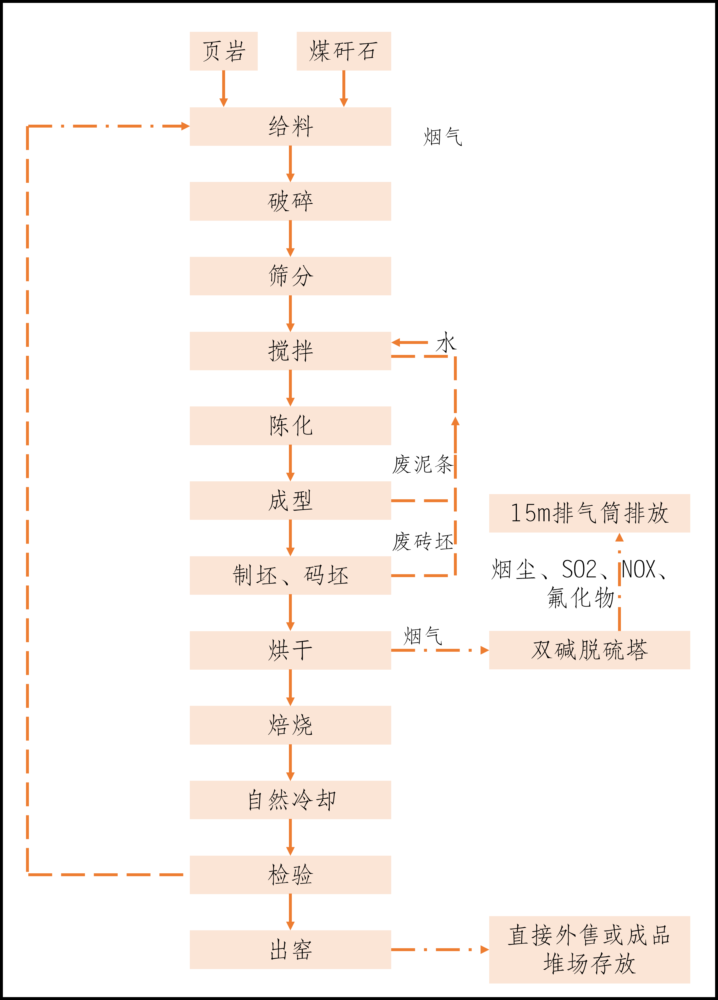 页岩
煤矸石
给料
烟气
破碎
筛分
搅拌
水
陈化
废泥条
成型
15m排气筒排放
废砖坯
制坯、码坯
烟尘、SO2、NOX、
氟化物
烟气
烘干
双碱脱硫塔
焙烧
自然冷却
检验
出窑
直接外售或成品
堆场存放